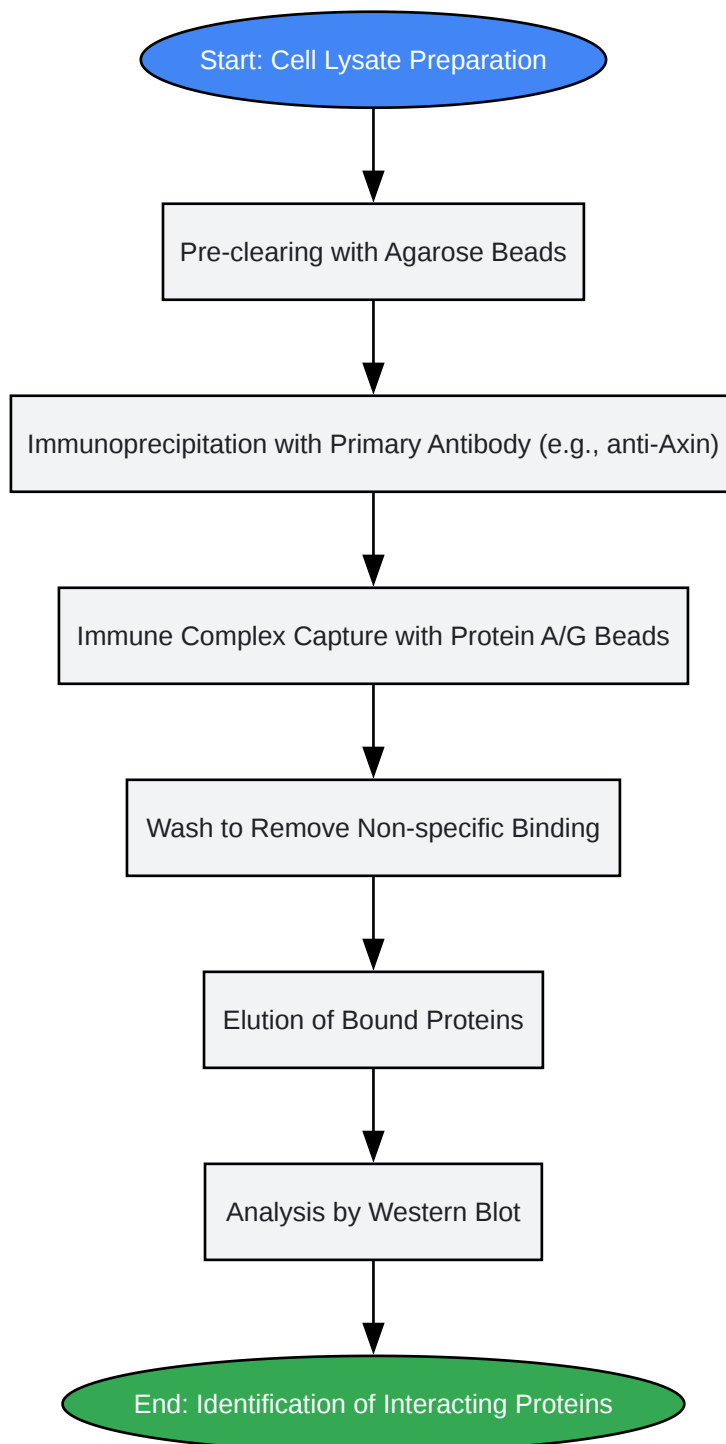 Start: Cell Lysate Preparation
Pre-clearing with Agarose Beads
Immunoprecipitation with Primary Antibody (e.g., anti-Axin)
Immune Complex Capture with Protein A/G Beads
Wash to Remove Non-specific Binding
Elution of Bound Proteins
Analysis by Western Blot
End: Identification of Interacting Proteins